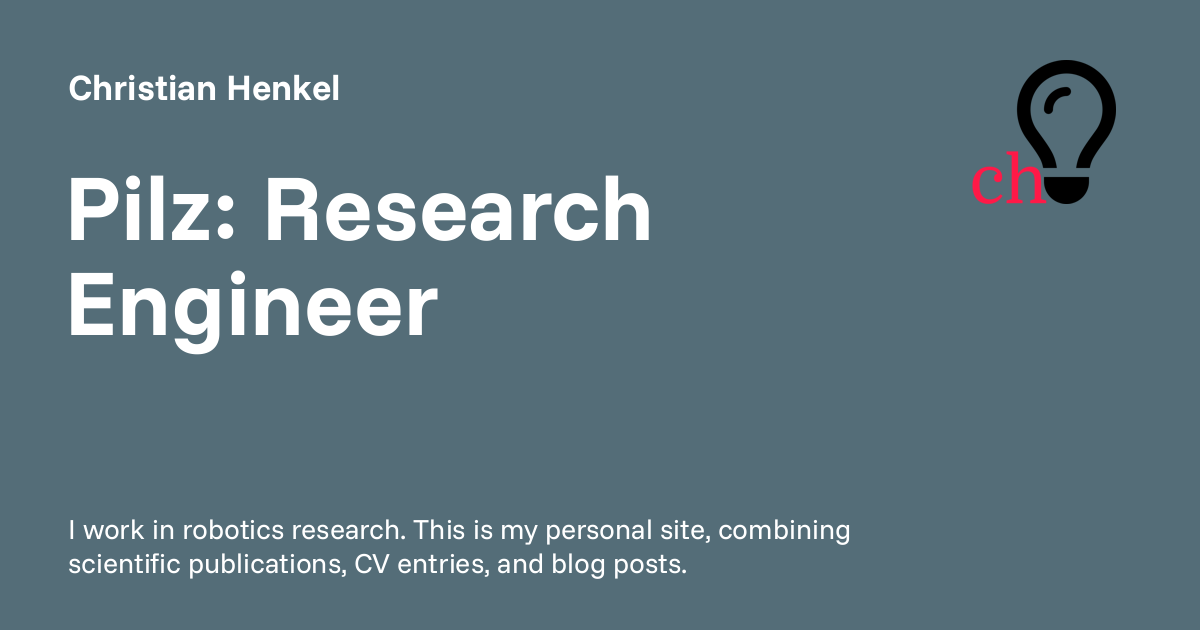 Christian Henkel
Pilz: Research
Engineer
ch
I work in robotics research. This is my personal site, combining
scientific publications, CV entries, and blog posts.